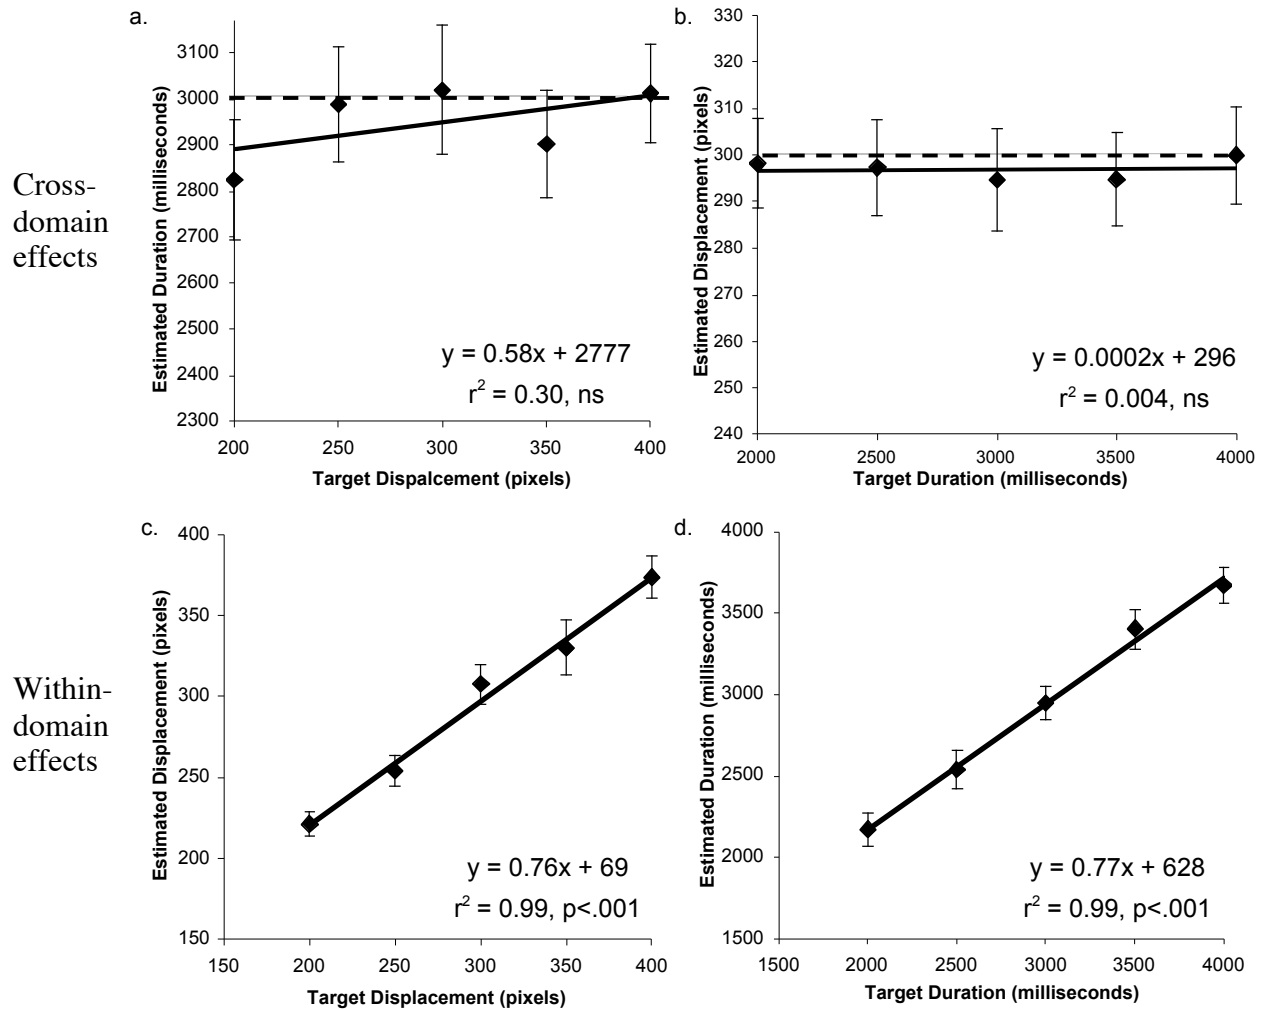 Cross-
domain
effects
a.
Estimated Duration (milliseconds)
3100
3000
2900
2800
2700
2600
2500
2400
2300
200 250 300 350 400
Target Dispalcement (pixels)
y = 0.58x + 2777
r² = 0.30, ns
b.
Estimated Displacement (pixels)
330
320
310
300
290
280
270
260
250
240
2000 2500 3000 3500 4000
Target Duration (milliseconds)
y = 0.0002x + 296
r² = 0.004, ns
Within-
domain
effects
c.
Estimated Displacement (pixels)
400
350
300
250
200
150
150 200 250 300 350 400
Target Displacement (pixels)
y = 0.76x + 69
r² = 0.99, p<.001
d.
Estimated Duration (milliseconds)
4000
3500
3000
2500
2000
1500
1500 2000 2500 3000 3500 4000
Target Duration (milliseconds)
y = 0.77x + 628
r² = 0.99, p<.001